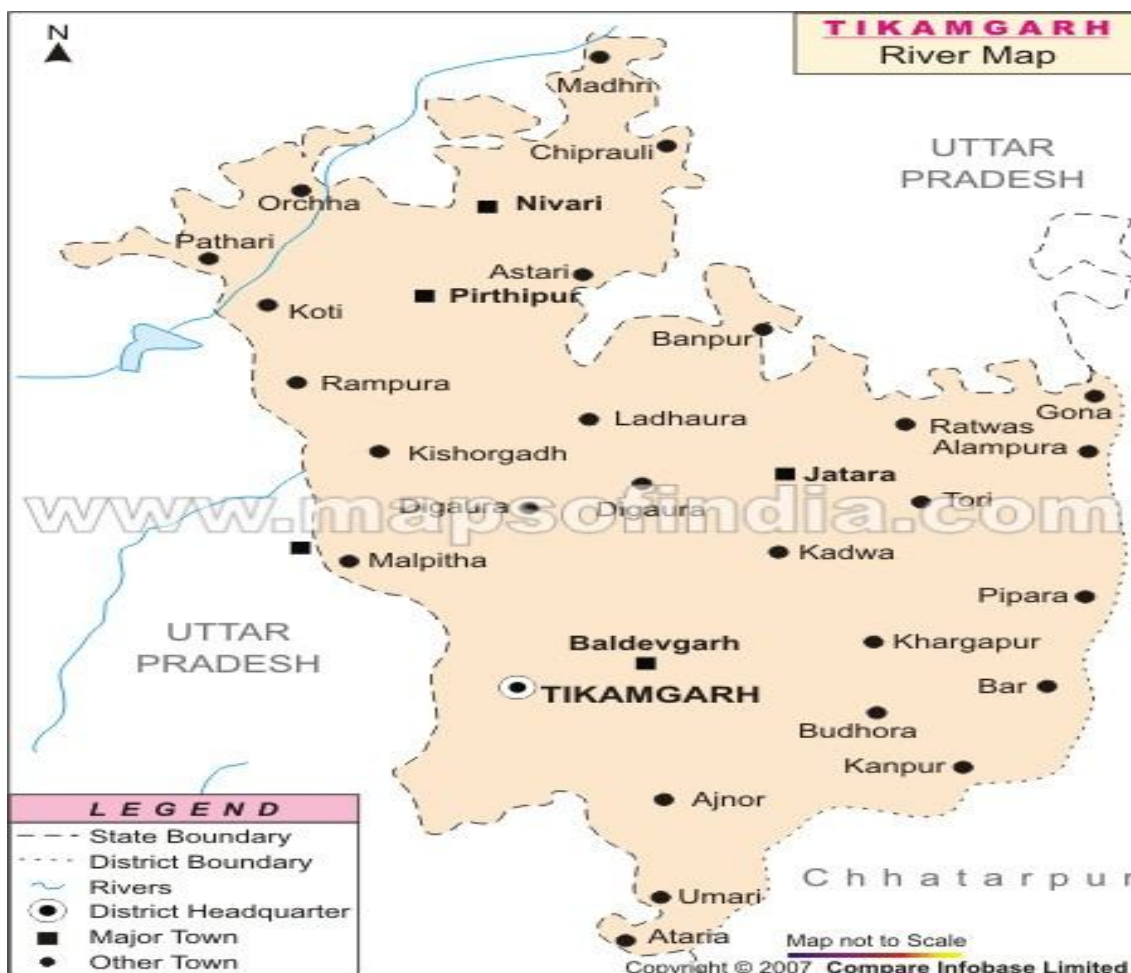 N
TIKAMGARH
River Map
Madhri
Chiprauli
UTTAR
PRADESH
Orchha
Nivari
Pathari
Astari
Pirthipur
Koti
Banpur
Rampura
Gona
Ladhaura
Ratwas
Kishorgadh
Alampura
Jatara
www.mapsofindia.com
Digaura
Digaura
Tori
Malpitha
Kadwa
Pipara
UTTAR
PRADESH
Baldevgarh
Khargapur
TIKAMGARH
Bar
Budhora
Kanpur
Ajnor
LEGEND
State Boundary
District Boundary
Rivers
District Headquarter
Major Town
Other Town
Chhatarpur
Umari
Ataria
Map not to Scale
Copyright © 2007 Compare Infobase Limited